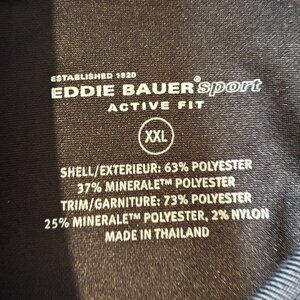 ESTABLISHED 1920
EDDIE BAUER® sport
ACTIVE FIT
XXL
SHELL/EXTERIEUR: 63% POLYESTER
37% MINERALE™ POLYESTER
TRIM/GARNITURE: 73% POLYESTER
25% MINERALE™ POLYESTER, 2% NYLON
MADE IN THAILAND